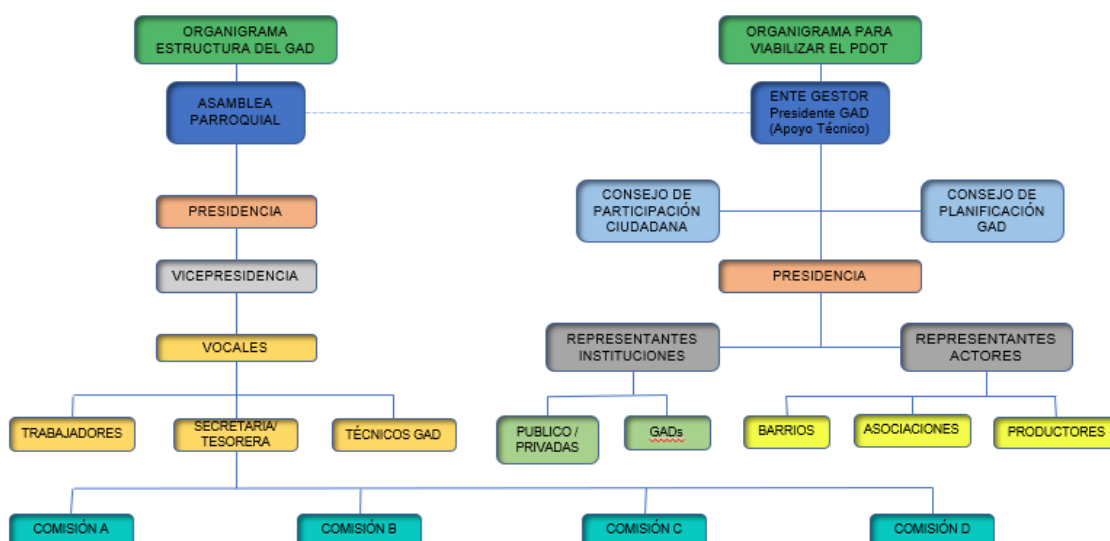 ORGANIGRAMA
ESTRUCTURA DEL GAD
ORGANIGRAMA PARA
VIABILIZAR EL PDOT
ASAMBLEA
PARROQUIAL
ENTE GESTOR
Presidente GAD
(Apoyo Técnico)
CONSEJO DE
PARTICIPACIÓN
CIUDADANA
CONSEJO DE
PLANIFICACIÓN
GAD
PRESIDENCIA
VICEPRESIDENCIA
PRESIDENCIA
VOCALES
REPRESENTANTES
INSTITUCIONES
REPRESENTANTES
ACTORES
TRABAJADORES
SECRETARIA/
TESORERA
TÉCNICOS GAD
PUBLICO /
PRIVADAS
GADs
BARRIOS
ASOCIACIONES
PRODUCTORES
COMISIÓN A
COMISIÓN B
COMISIÓN C
COMISIÓN D